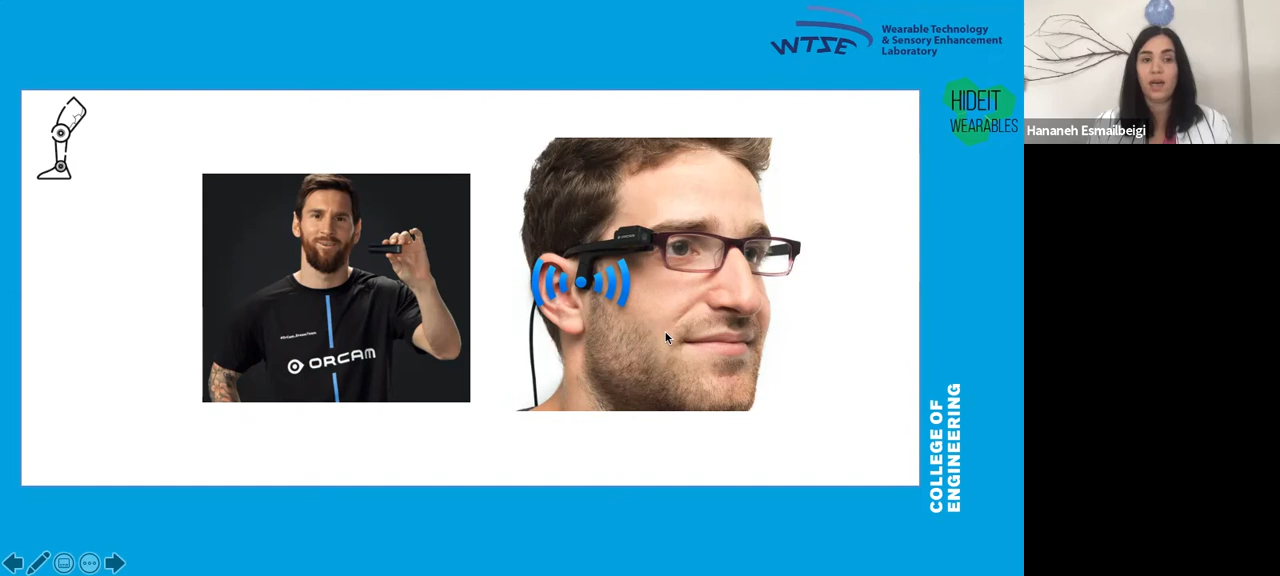 WTSE
Wearable Technology
& Sensory Enhancement
Laboratory
HIDEIT
WEARABLES
Hananeh Esmailbeigi
ORCAM
COLLEGE OF
ENGINEERING